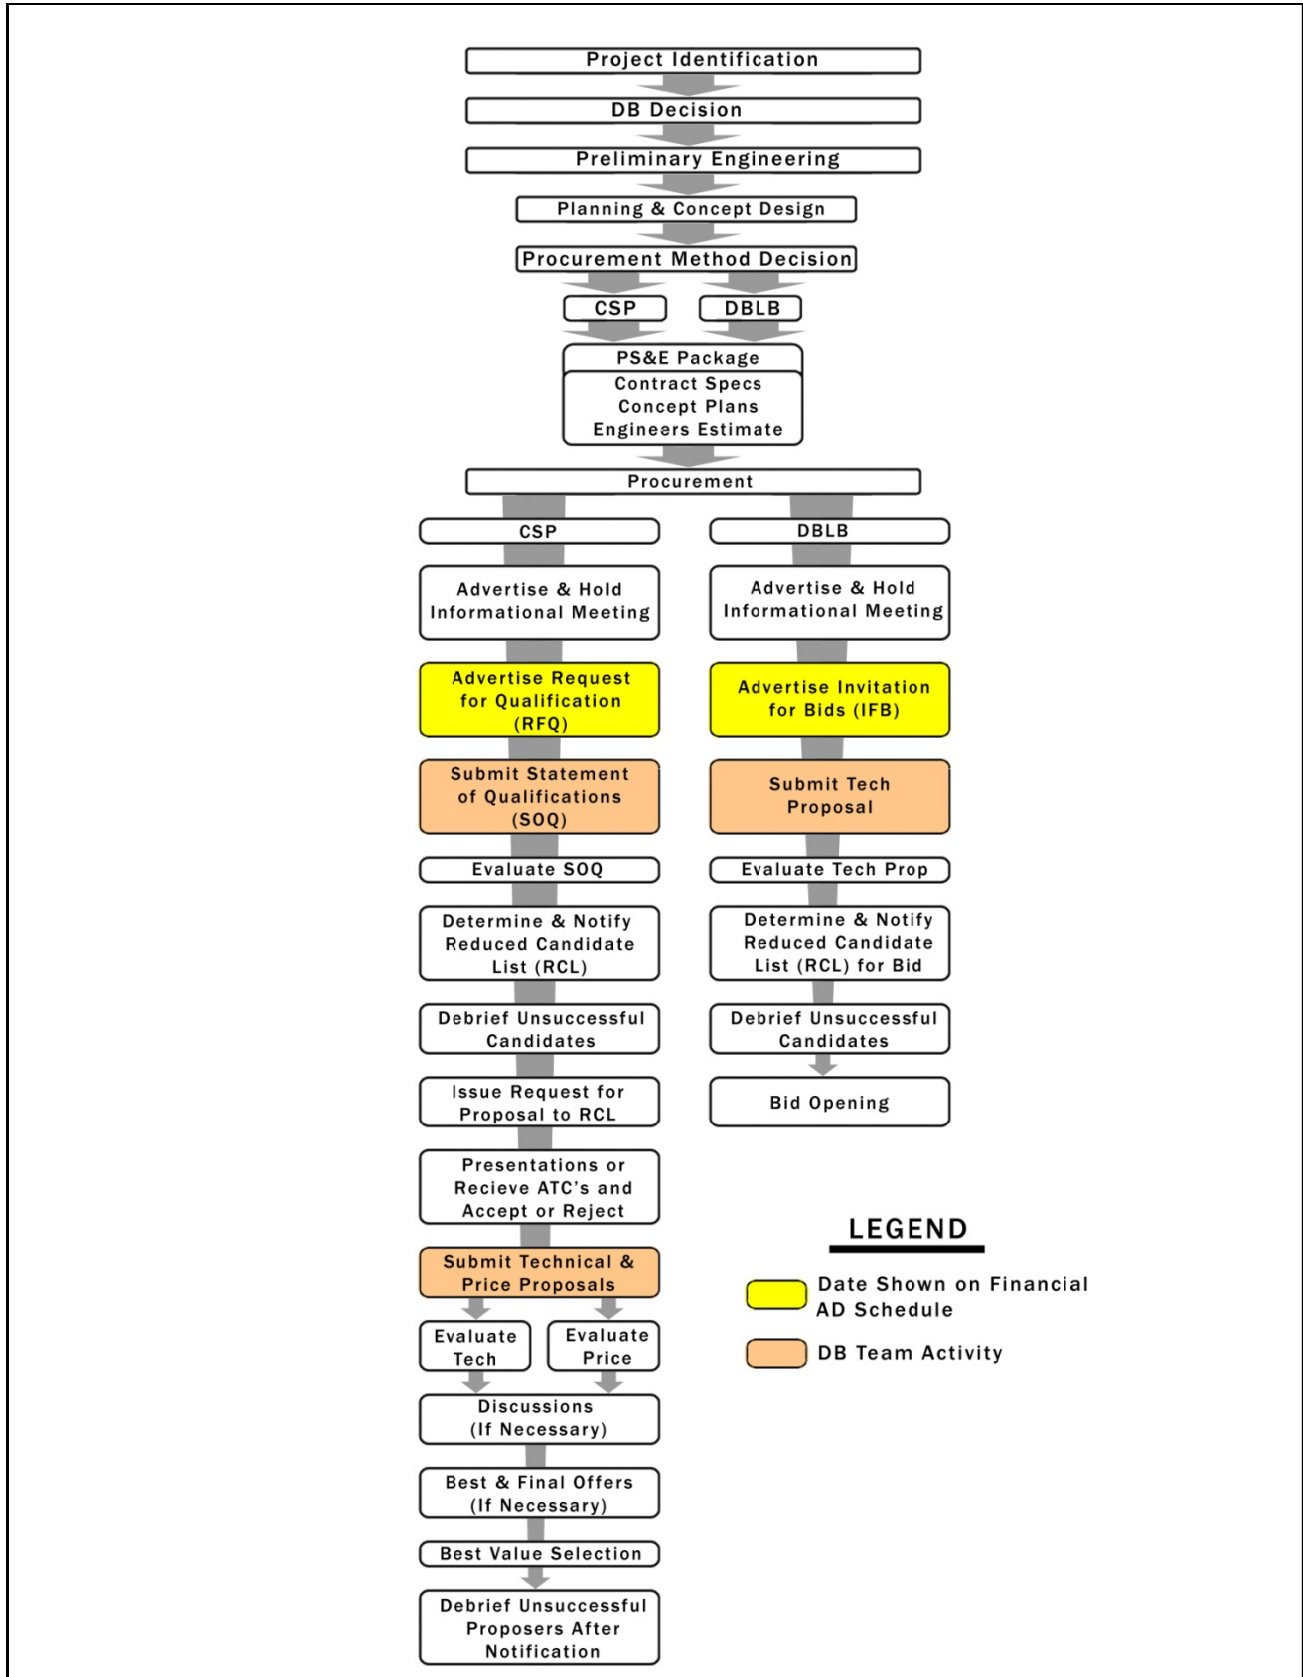 Project Identification
DB Decision
Preliminary Engineering
Planning & Concept Design
Procurement Method Decision
CSP
DBLB
PS&E Package
Contract Specs
Concept Plans
Engineers Estimate
Procurement
CSP
Advertise & Hold
Informational Meeting
Advertise Request
for Qualification
(RFQ)
Submit Statement
of Qualifications
(SOQ)
Evaluate SOQ
Determine & Notify
Reduced Candidate
List (RCL)
Debrief Unsuccessful
Candidates
Issue Request for
Proposal to RCL
Presentations or
Recieve ATC's and
Accept or Reject
Submit Technical &
Price Proposals
Evaluate
Tech
Evaluate
Price
Discussions
(If Necessary)
Best & Final Offers
(If Necessary)
Best Value Selection
Debrief Unsuccessful
Proposers After
Notification
DBLB
Advertise & Hold
Informational Meeting
Advertise Invitation
for Bids (IFB)
Submit Tech
Proposal
Evaluate Tech Prop
Determine & Notify
Reduced Candidate
List (RCL) for Bid
Debrief Unsuccessful
Candidates
Bid Opening
LEGEND
Date Shown on Financial
AD Schedule
DB Team Activity